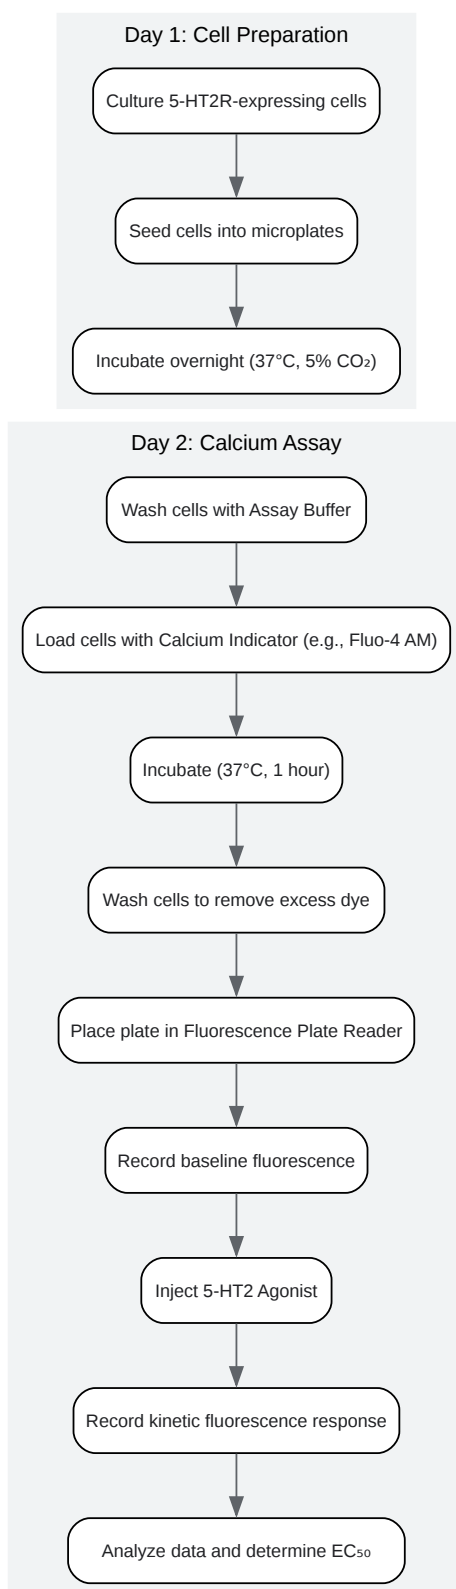 Day 1: Cell Preparation
Culture 5-HT2R-expressing cells
Seed cells into microplates
Incubate overnight (37°C, 5% CO₂)
Day 2: Calcium Assay
Wash cells with Assay Buffer
Load cells with Calcium Indicator (e.g., Fluo-4 AM)
Incubate (37°C, 1 hour)
Wash cells to remove excess dye
Place plate in Fluorescence Plate Reader
Record baseline fluorescence
Inject 5-HT2 Agonist
Record kinetic fluorescence response
Analyze data and determine EC₅₀